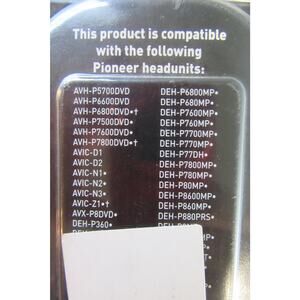 This product is compatible
with the following
Pioneer headunits:
AVH-P5700DVD
AVH-P6600DVD
AVH-P6800DVD•†
AVH-P7500DVD•
AVH-P7600DVD•
AVH-P7800DVD•†
AVIC-D1
AVIC-D2
AVIC-N1•
AVIC-N2•
AVIC-N3•
AVIC-Z1•†
AVX-P8DVD•
DEH-P360•
DEH-P6800MP•
DEH-P680MP•
DEH-P7600MP•
DEH-P760MP•
DEH-P7700MP•
DEH-P770MP•
DEH-P77DH•
DEH-P7800MP•
DEH-P780MP•
DEH-P80MP•
DEH-P8600MP•
DEH-P860MP•
DEH-P880PRS•